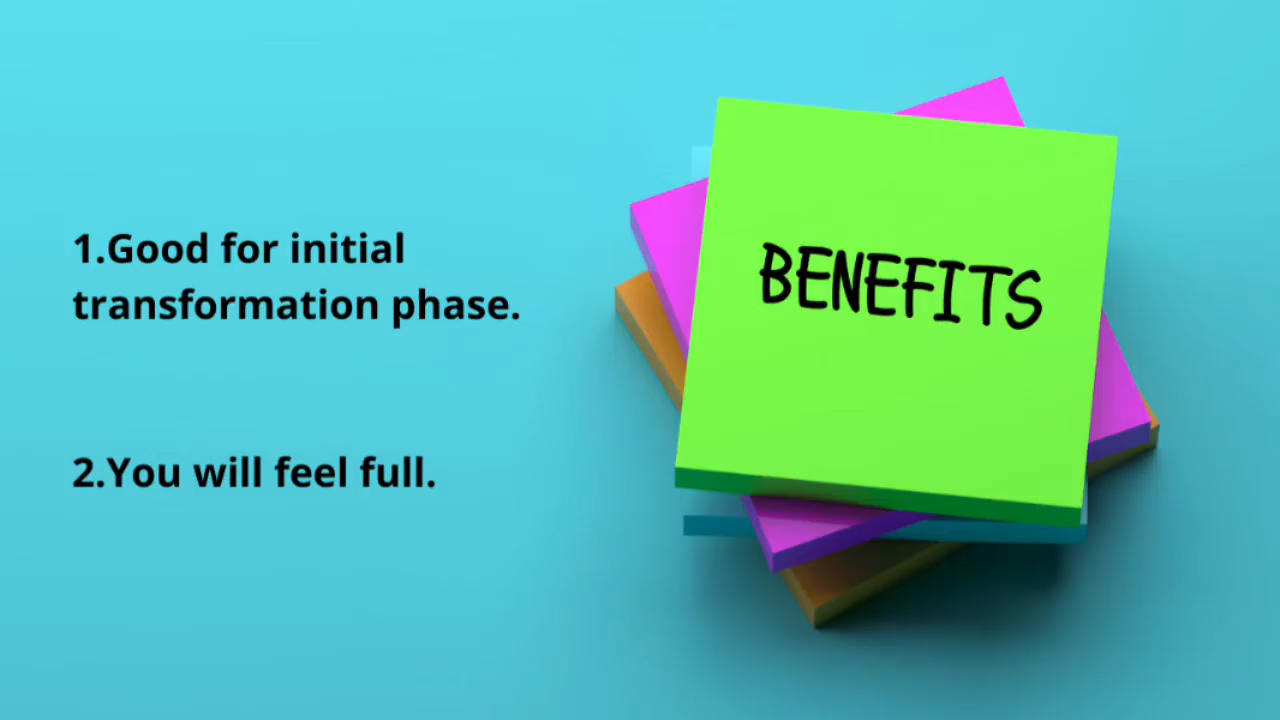 1.Good for initial
transformation phase.
2.You will feel full.
BENEFITS